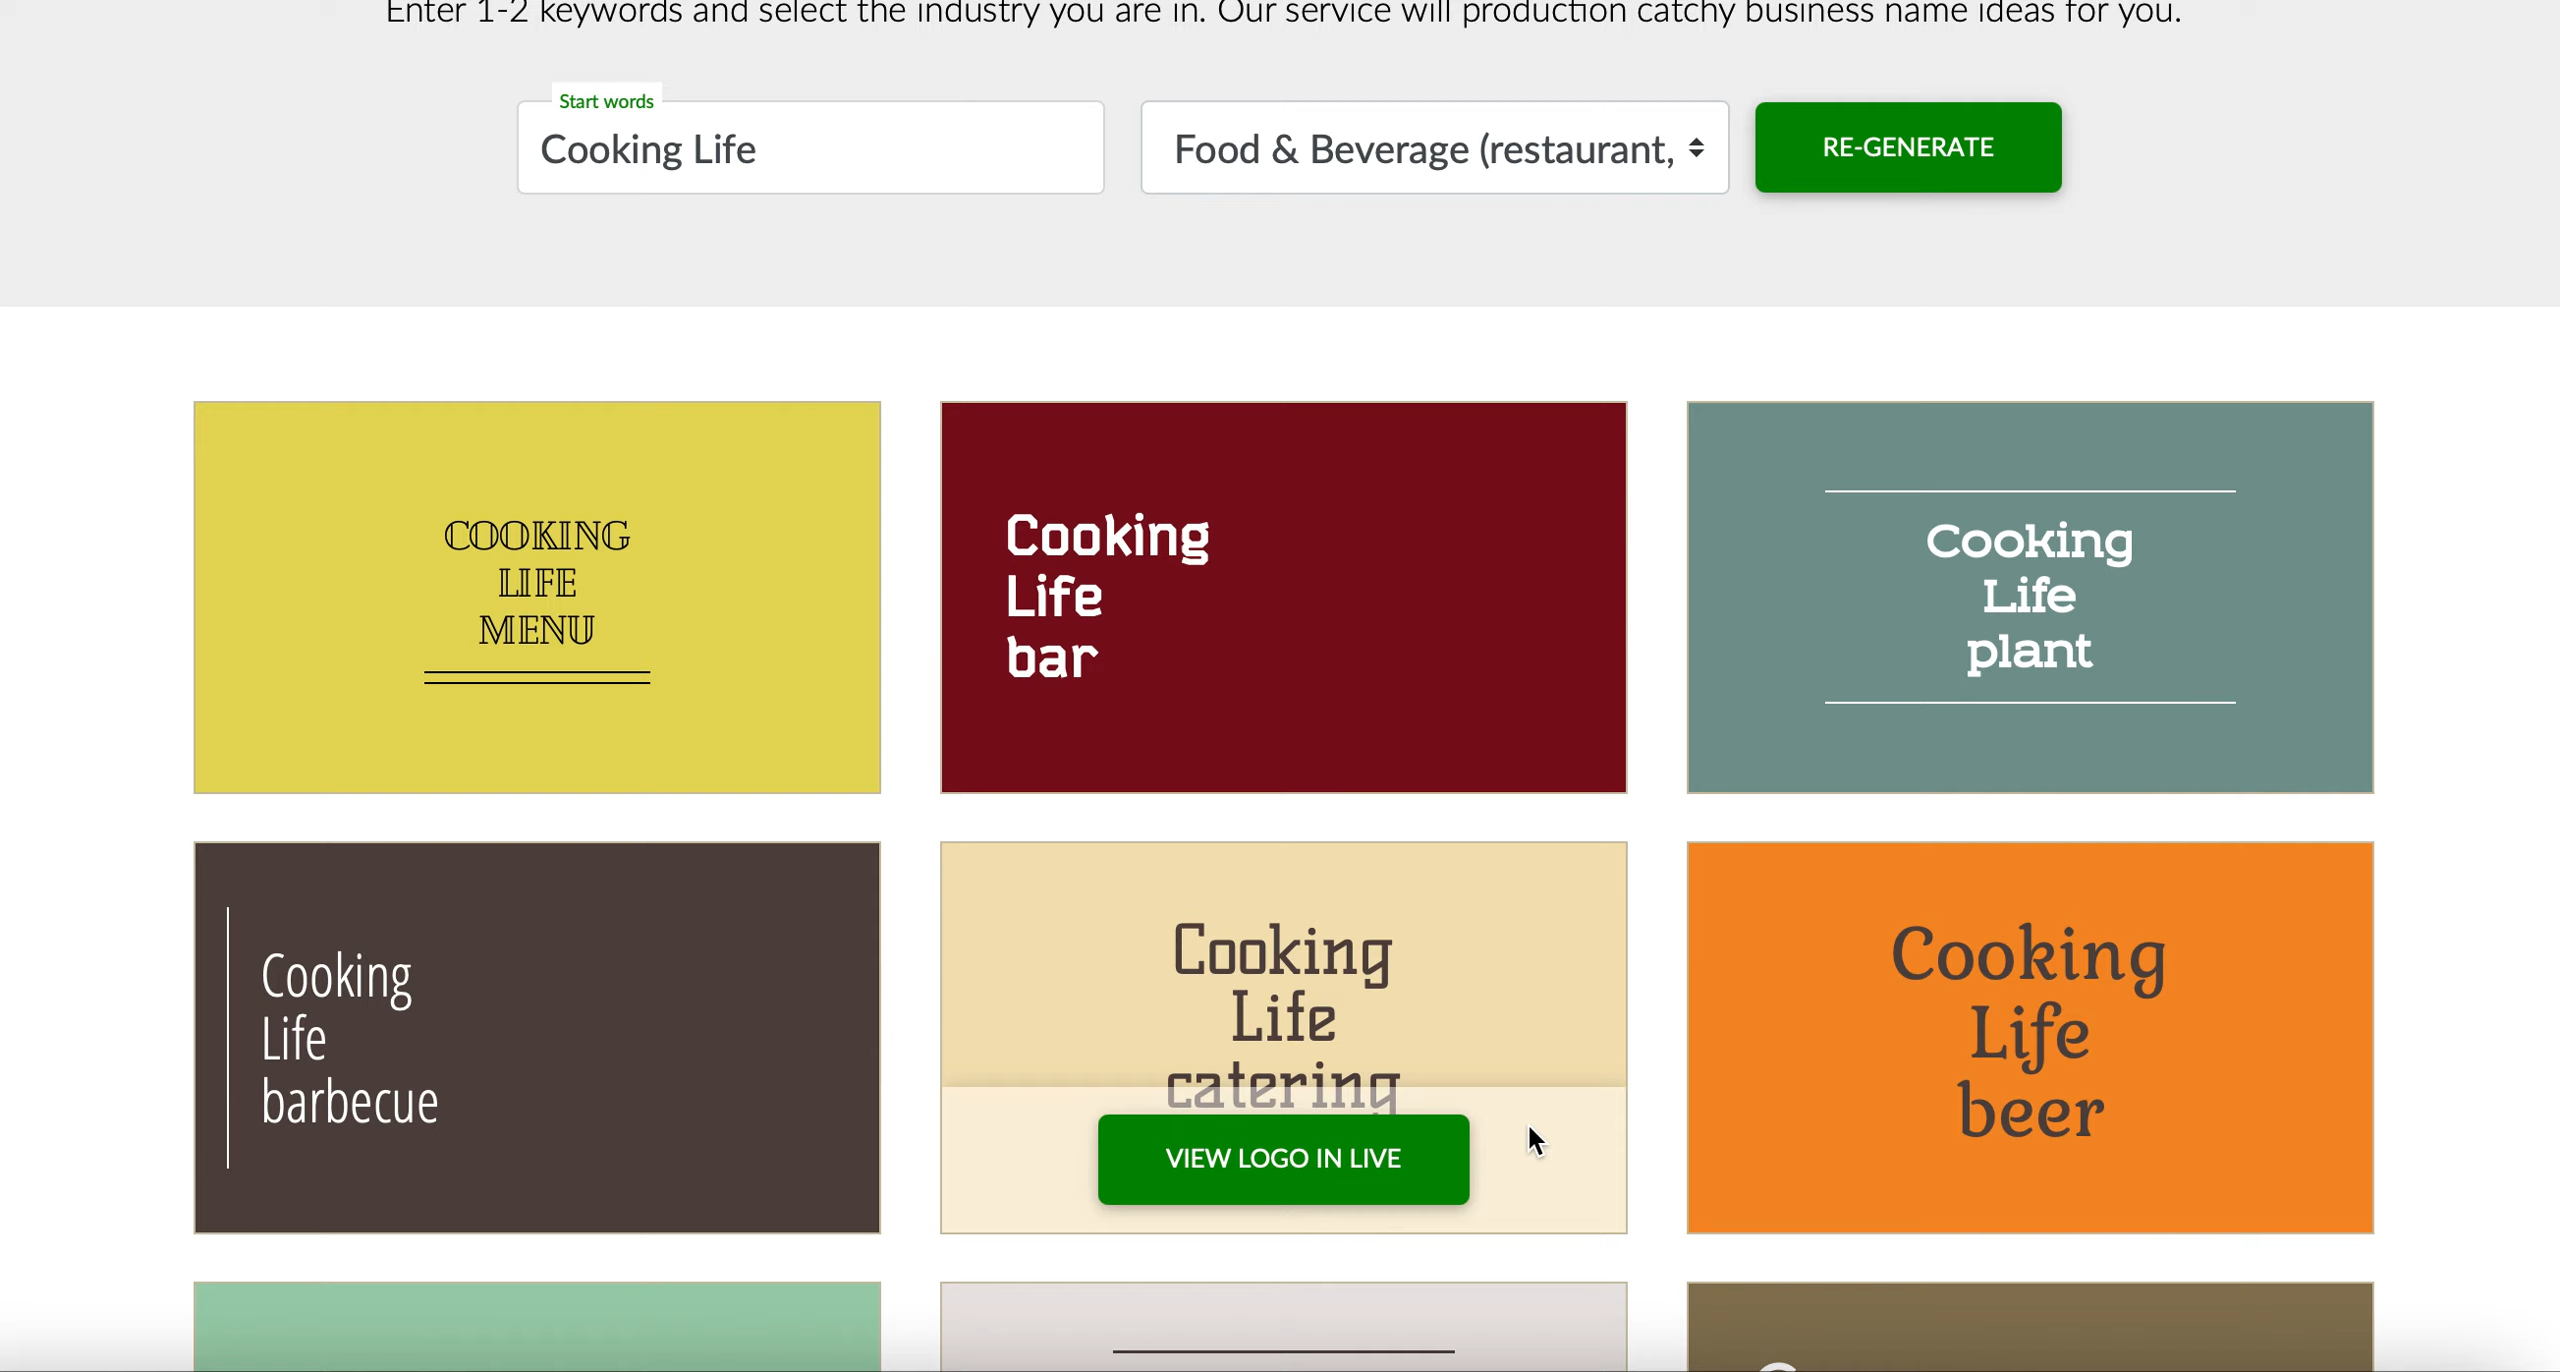 Enter 1-2 keywords and select the industry you are in. Our service will production catchy business name ideas for you.
Start words
Cooking Life
Food & Beverage (restaurant,
RE-GENERATE
COOKING
LIFE
MENU
Cooking
Life
bar
Cooking
Life
plant
Cooking
Life
barbecue
Cooking
Life
catering
VIEW LOGO IN LIVE
Cooking
Life
beer